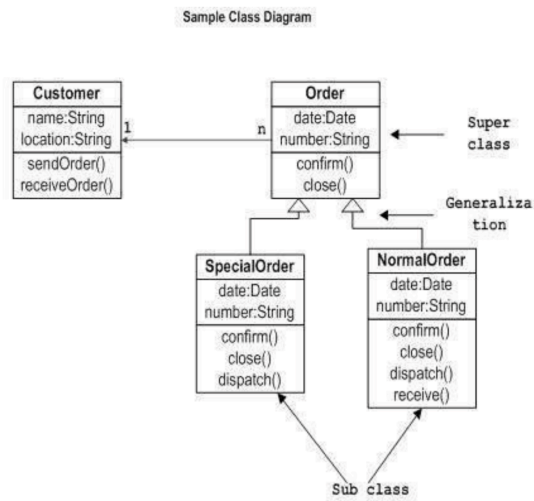 Sample Class Diagram
Customer
name:String
location:String
sendOrder()
receiveOrder()
1
n
Order
date:Date
number:String
confirm()
close()
Super
class
Generaliza
tion
SpecialOrder
date:Date
number:String
confirm()
close()
dispatch()
NormalOrder
date:Date
number:String
confirm()
close()
dispatch()
receive()
Sub class